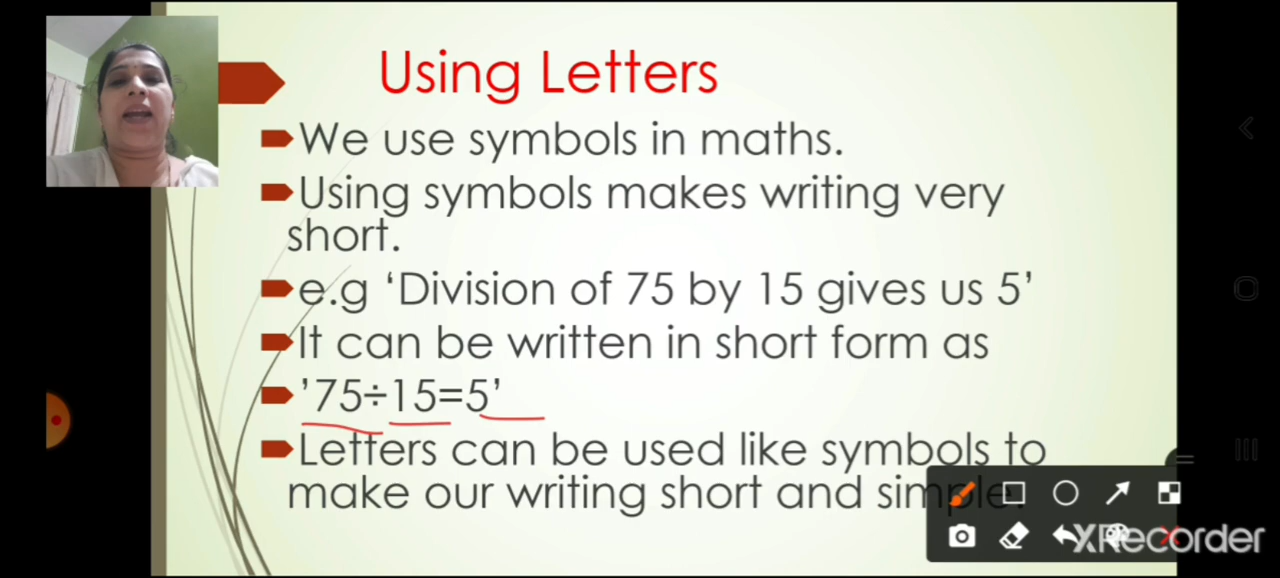 Using Letters
We use symbols in maths.
Using symbols makes writing very
short.
e.g ‘Division of 75 by 15 gives us 5’
It can be written in short form as
’75÷15=5’
Letters can be used like symbols to
make our writing short and simple.
XRecorder